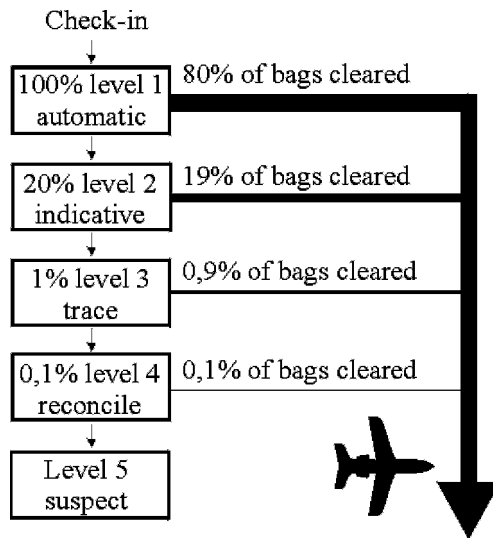 Check-in
100% level 1
automatic
80% of bags cleared
20% level 2
indicative
19% of bags cleared
1% level 3
trace
0,9% of bags cleared
0,1% level 4
reconcile
0,1% of bags cleared
Level 5
suspect